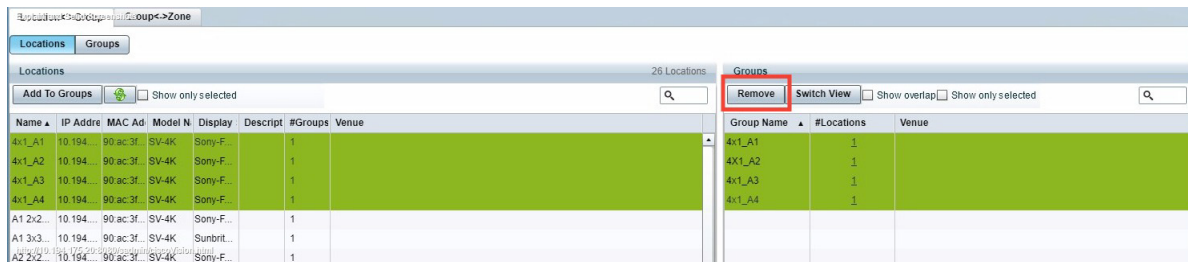 Location<->Group Group<->Zone
Locations Groups
Locations 26 Locations Groups
Add To Groups Show only selected Remove Switch View Show overlap Show only selected
Name IP Addre MAC Ad Model N Display Descript #Groups Venue Group Name #Locations Venue
4x1_A1 10.194.... 90:ac:3f... SV-4K Sony-F... 1 4x1_A1 1
4x1_A2 10.194.... 90:ac:3f... SV-4K Sony-F... 1 4X1_A2 1
4x1_A3 10.194.... 90:ac:3f... SV-4K Sony-F... 1 4x1_A3 1
4x1_A4 10.194.... 90:ac:3f... SV-4K Sony-F... 1 4x1_A4 1
A1 2x2... 10.194.... 90:ac:3f... SV-4K Sony-F... 1
A1 3x3... 10.194.... 90:ac:3f... SV-4K Sunbrit... 1
A2 2x2... 10.194.... 90:ac:3f... SV-4K Sony-F... 1